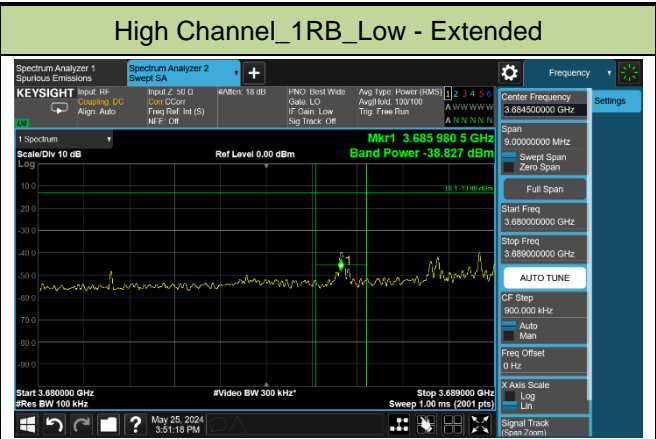 High Channel_1RB_Low - Extended
Spectrum Analyzer 1
Spurious Emissions
Spectrum Analyzer 2
Swept SA
Frequency
KEYSIGHT
Input: RF
Coupling: DC
Align: Auto
Input Z: 50 Ω
Corr CCorr
Freq Ref: Int (S)
NFE: Off
#Atten: 18 dB
PNO: Best Wide
Gate: LO
IF Gain: Low
Sig Track: Off
Avg Type: Power (RMS)
Avg|Hold: 100/100
Trig: Free Run
1 2 3 4 5 6
A W W W W W
A N N N N N
LXI
1 Spectrum
Scale/Div 10 dB
Log
Ref Level 0.00 dBm
Mkr1 3.685 980 5 GHz
Band Power -38.827 dBm
-10.0
-20.0
-30.0
-40.0
-50.0
-60.0
-70.0
-80.0
-90.0
1
Start 3.680000 GHz
#Res BW 100 kHz
#Video BW 300 kHz*
Stop 3.689000 GHz
Sweep 1.00 ms (2001 pts)
Center Frequency
3.684500000 GHz
Settings
Span
9.00000000 MHz
Swept Span
Zero Span
Full Span
Start Freq
3.680000000 GHz
Stop Freq
3.689000000 GHz
AUTO TUNE
CF Step
900.000 kHz
Auto
Man
Freq Offset
0 Hz
X Axis Scale
Log
Lin
Signal Track
(Span Zoom)
?
May 25, 2024
3:51:18 PM